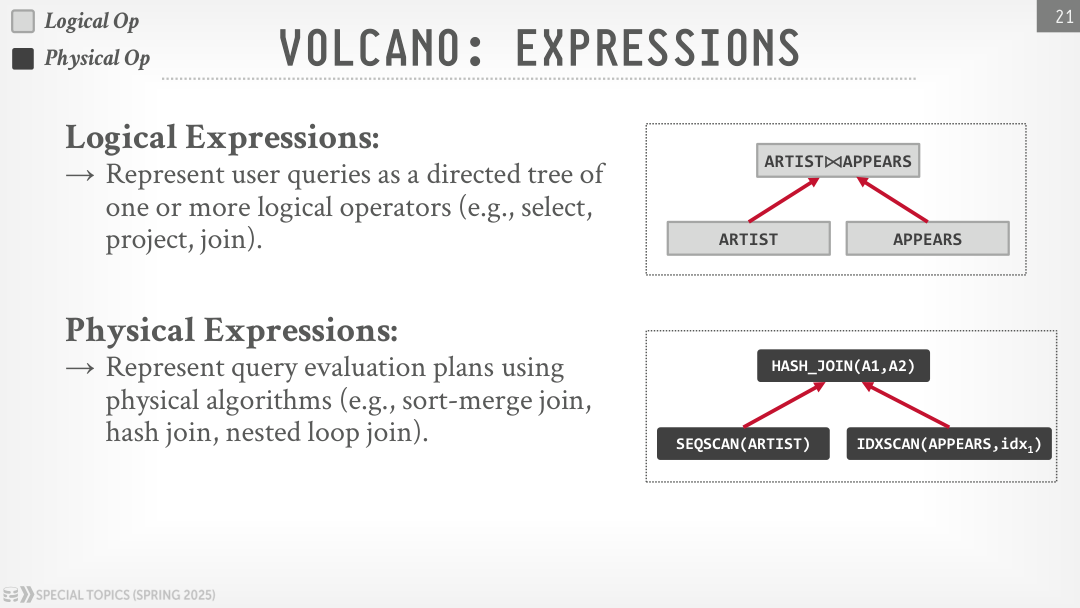 Logical Op
Physical Op
VOLCANO: EXPRESSIONS
21
Logical Expressions:
→ Represent user queries as a directed tree of
one or more logical operators (e.g., select,
project, join).
ARTIST⋈APPEARS
ARTIST
APPEARS
Physical Expressions:
→ Represent query evaluation plans using
physical algorithms (e.g., sort-merge join,
hash join, nested loop join).
HASH_JOIN(A1,A2)
SEQSCAN(ARTIST)
IDXSCAN(APPEARS,idx₁)
SPECIAL TOPICS (SPRING 2025)